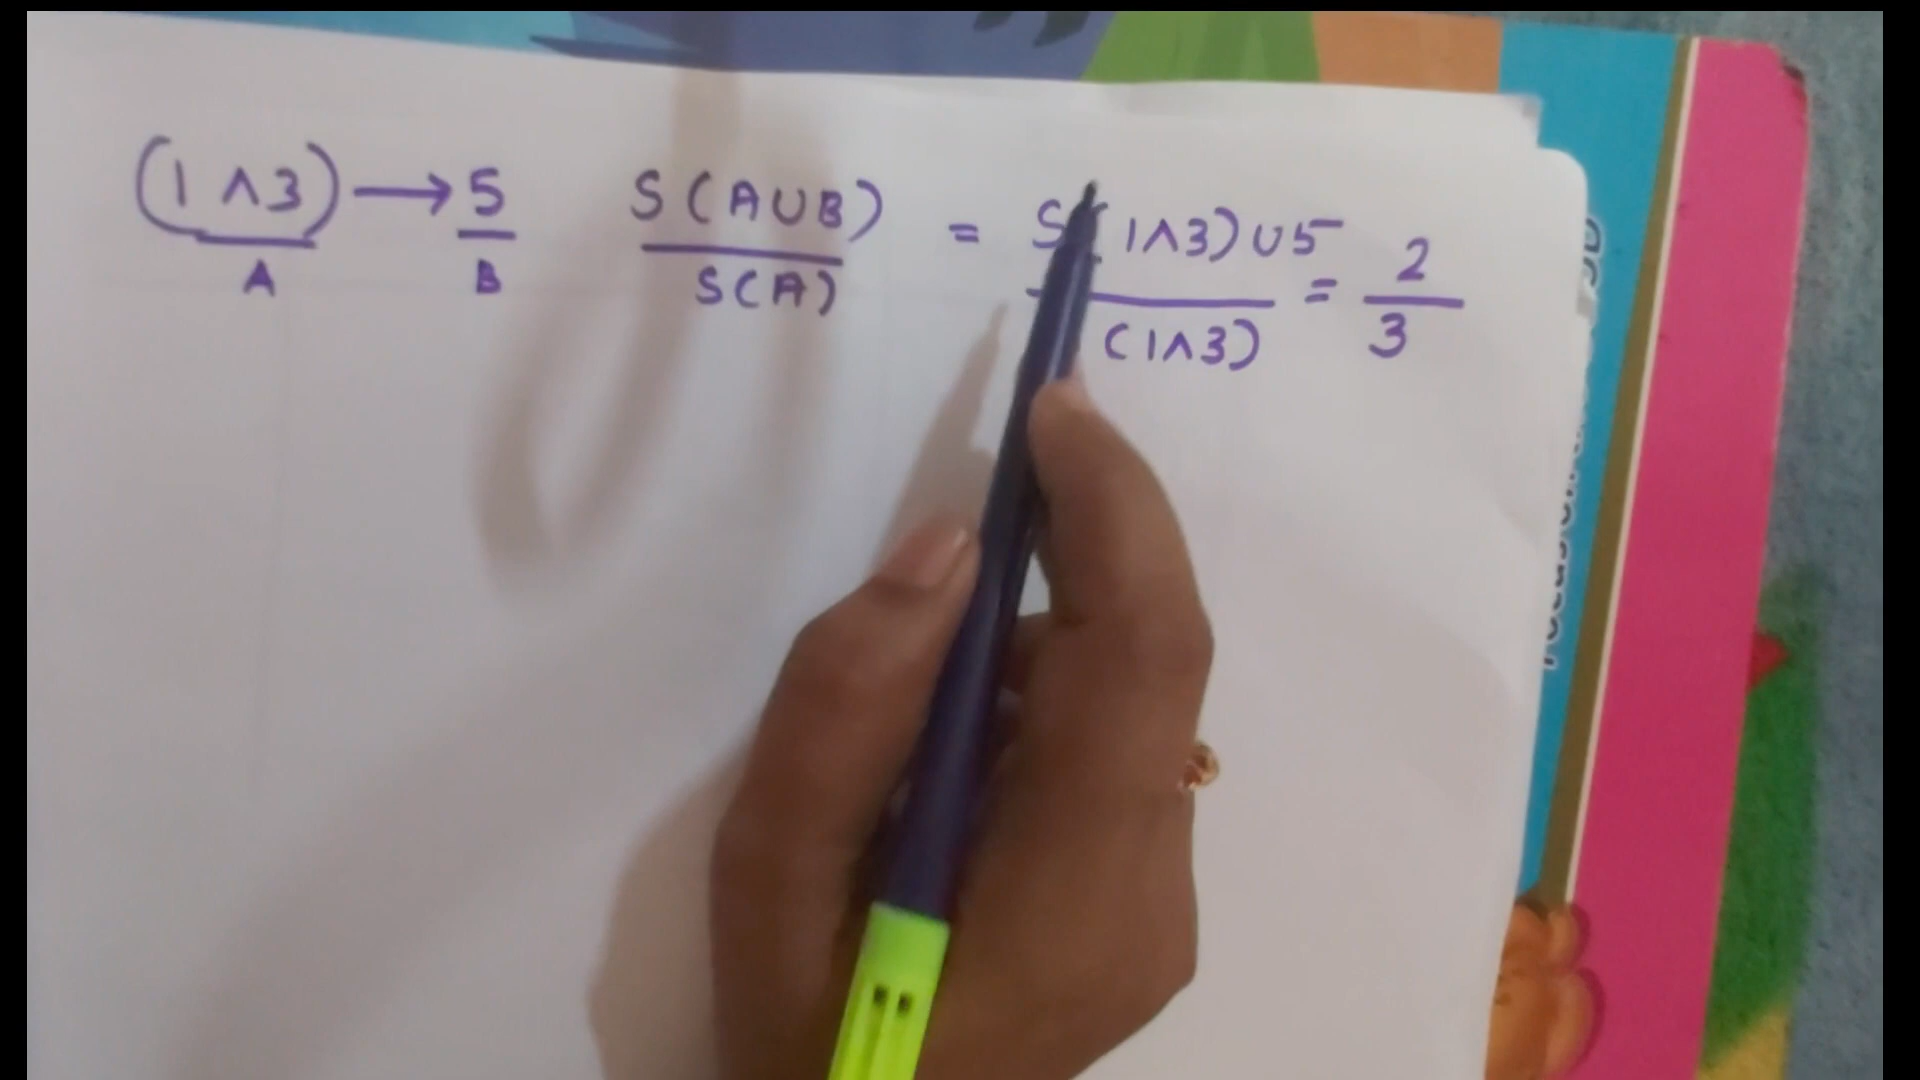 (1 ∧ 3) → 5 S(A∪B) = S( 1∧3) ∪ 5 = 2
A B S(A) (1∧3) 3